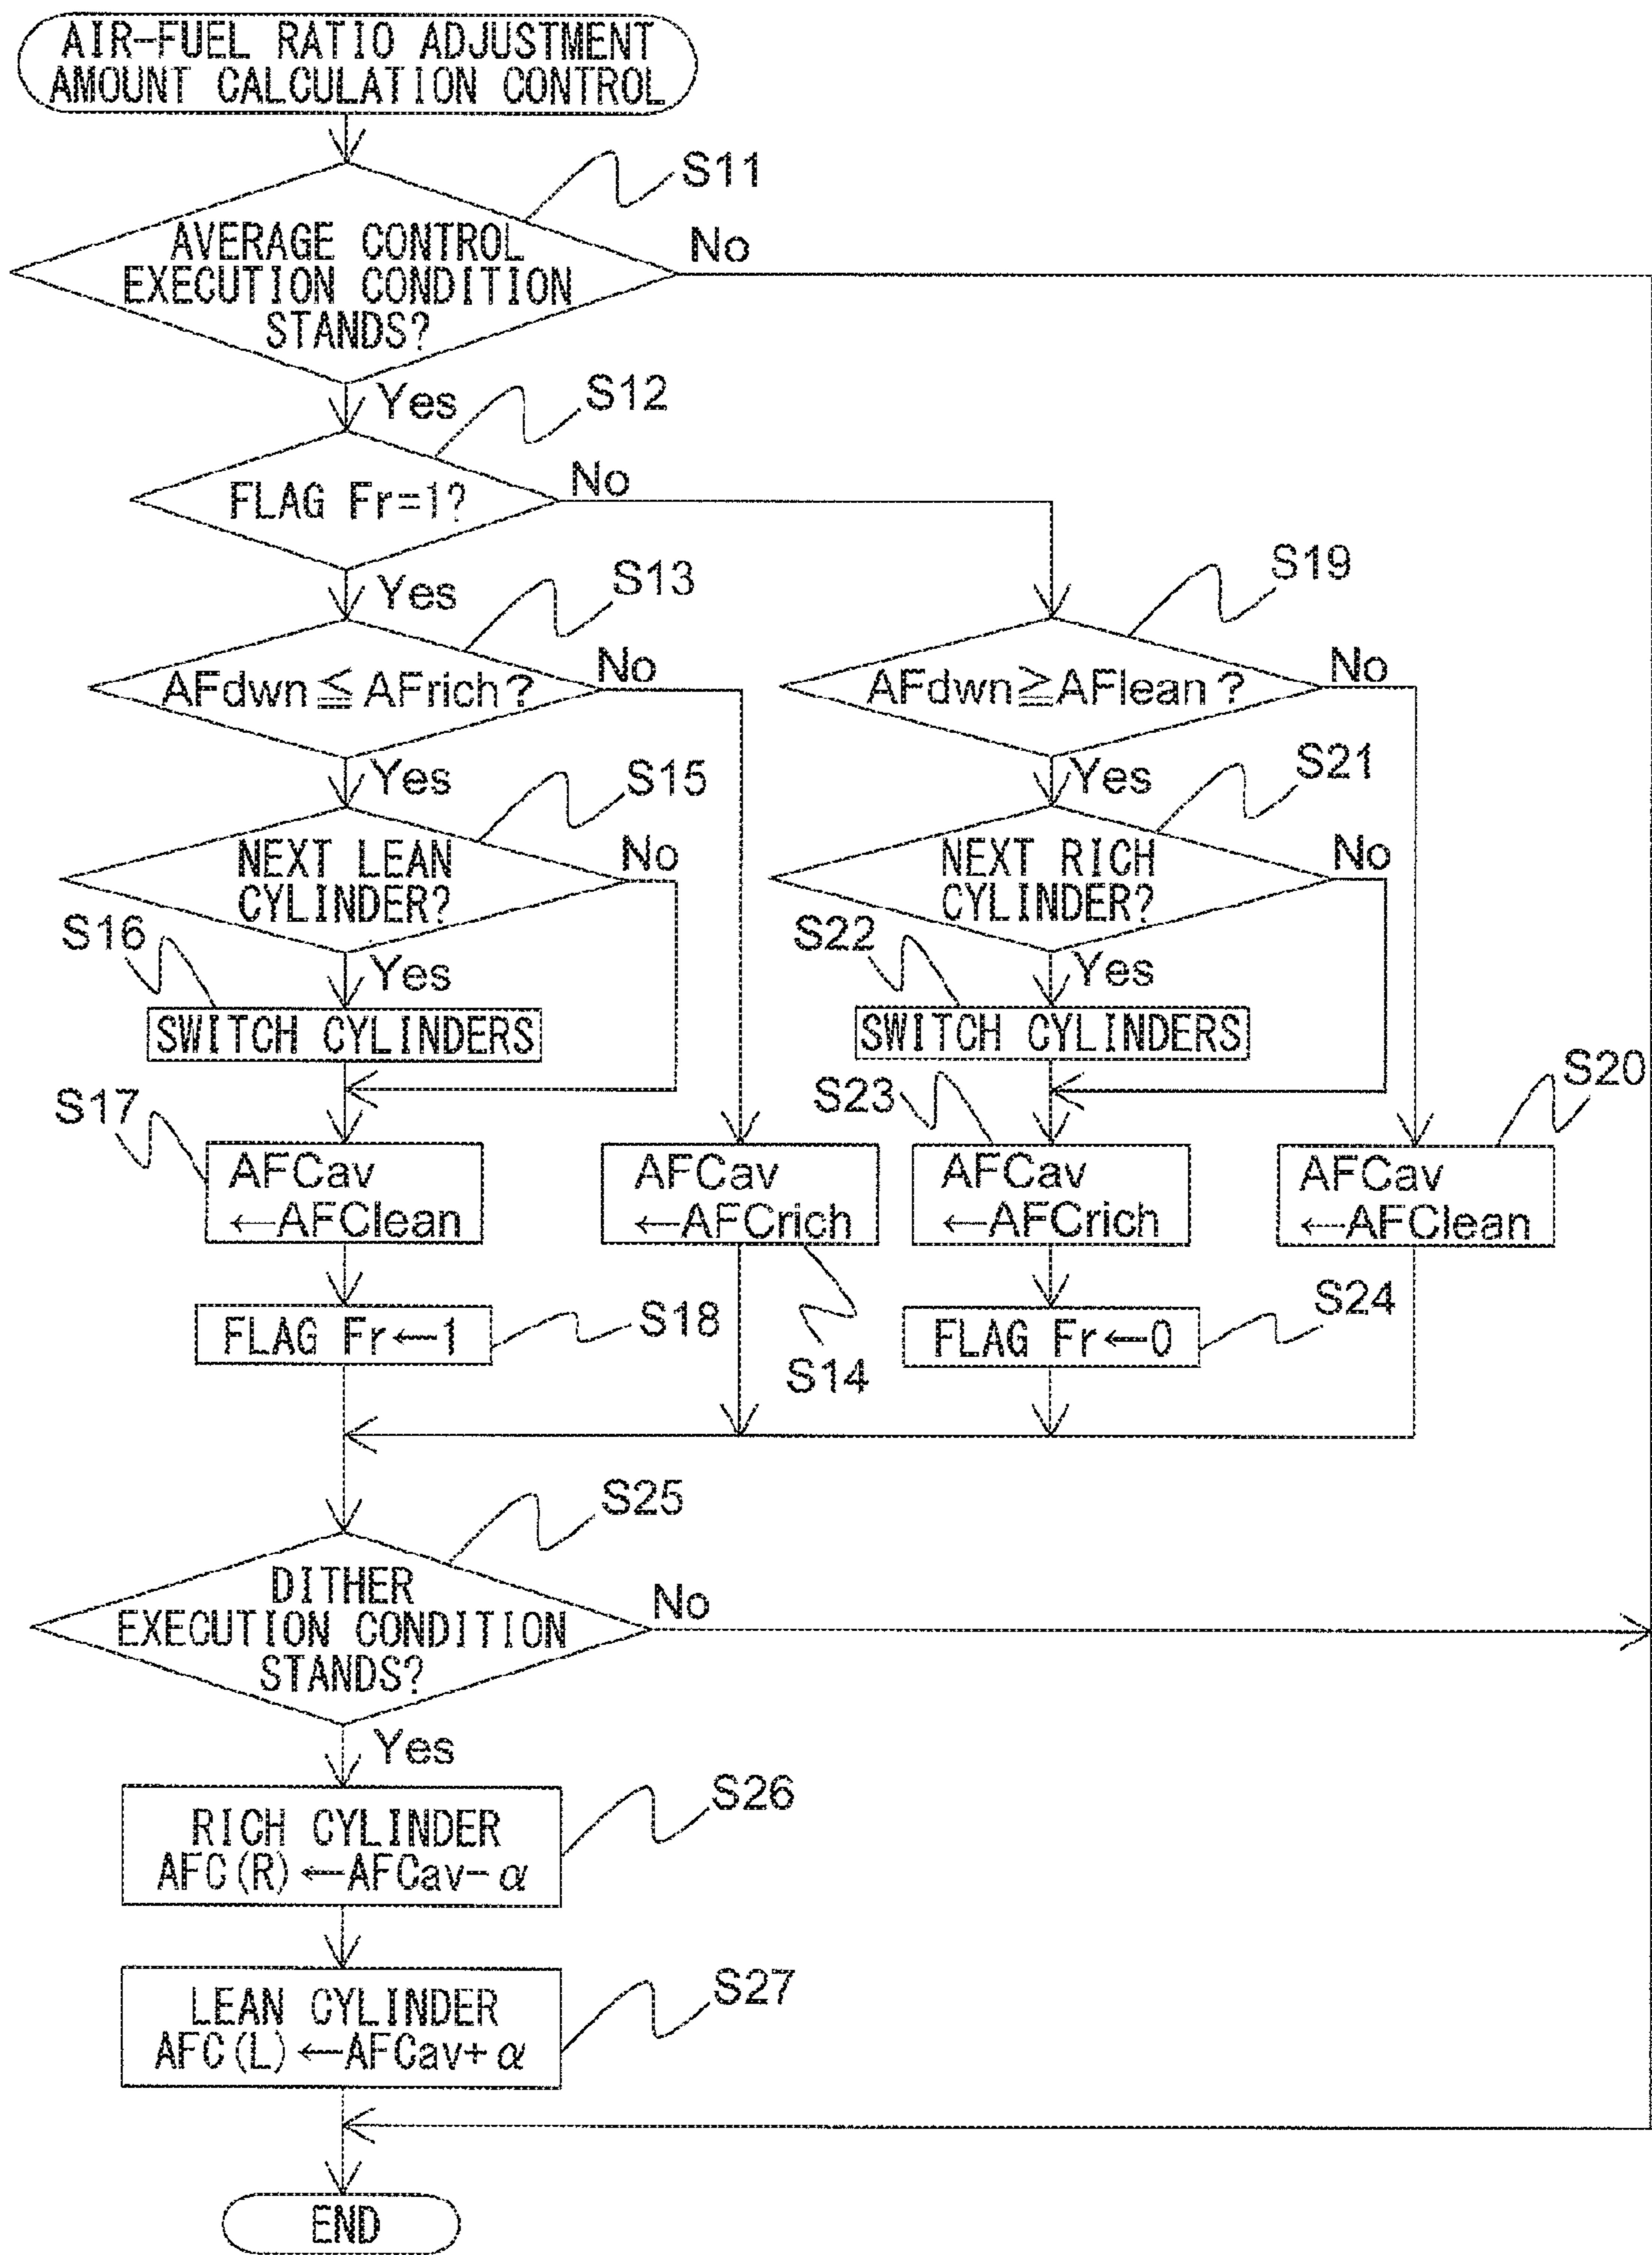 AIR-FUEL RATIO ADJUSTMENT
AMOUNT CALCULATION CONTROL
S11
AVERAGE CONTROL
EXECUTION CONDITION
STANDS?
No
Yes
S12
FLAG Fr=1?
No
Yes
S13
AFdwn≦AFrich?
No
S19
AFdwn≧AFlean?
No
Yes
S15
NEXT LEAN
CYLINDER?
No
Yes
S21
NEXT RICH
CYLINDER?
No
S16
Yes
SWITCH CYLINDERS
S22
Yes
SWITCH CYLINDERS
S17
AFCav
←AFClean
AFCav
←AFCrich
S14
S23
AFCav
←AFCrich
S20
AFCav
←AFClean
FLAG Fr←1
S18
FLAG Fr←0
S24
S25
DITHER
EXECUTION CONDITION
STANDS?
No
Yes
S26
RICH CYLINDER
AFC(R)←AFCav-α
S27
LEAN CYLINDER
AFC(L)←AFCav+α
END